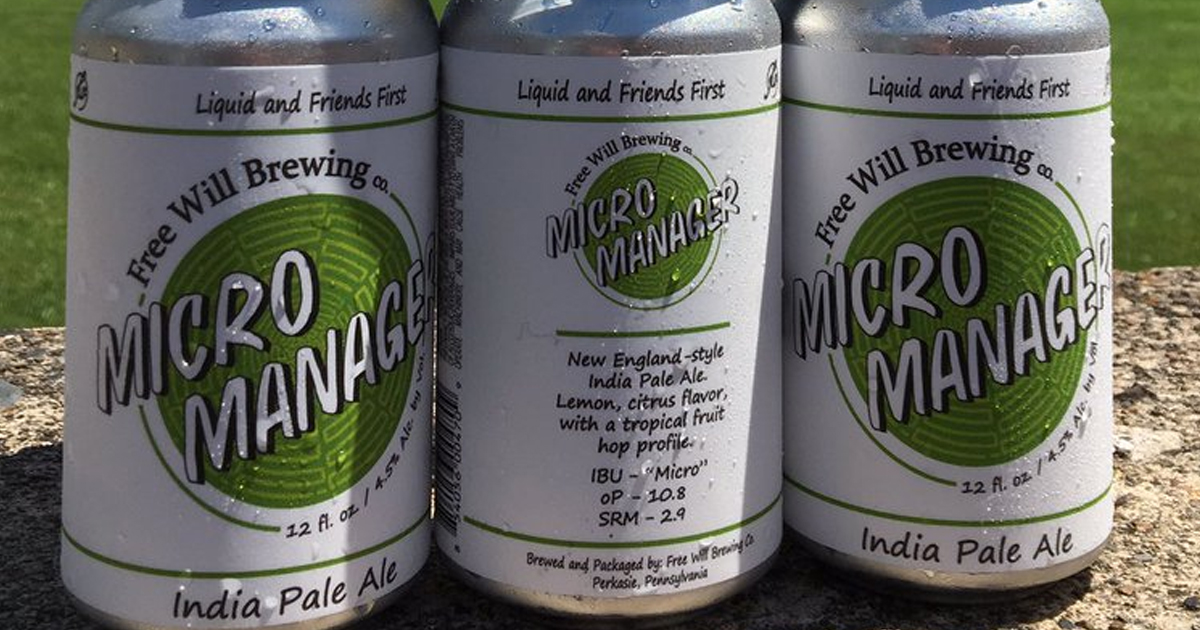 Liquid and Friends First
Free Will Brewing co.
MICRO
MANAGER
12 fl. oz / 4.5% Alc. by Vol.
India Pale Ale
Liquid and Friends First
Free Will Brewing co.
MICRO
MANAGER
New England-style
India Pale Ale.
Lemon, citrus flavor,
with a tropical fruit
hop profile.
IBU - "Micro"
oP - 10.8
SRM - 2.9
Brewed and Packaged by: Free Will Brewing Co.
Perkasie, Pennsylvania
Liquid and Friends First
Free Will Brewing co.
MICRO
MANAGER
12 fl. oz / 4.5% Alc. by Vol.
India Pale Ale